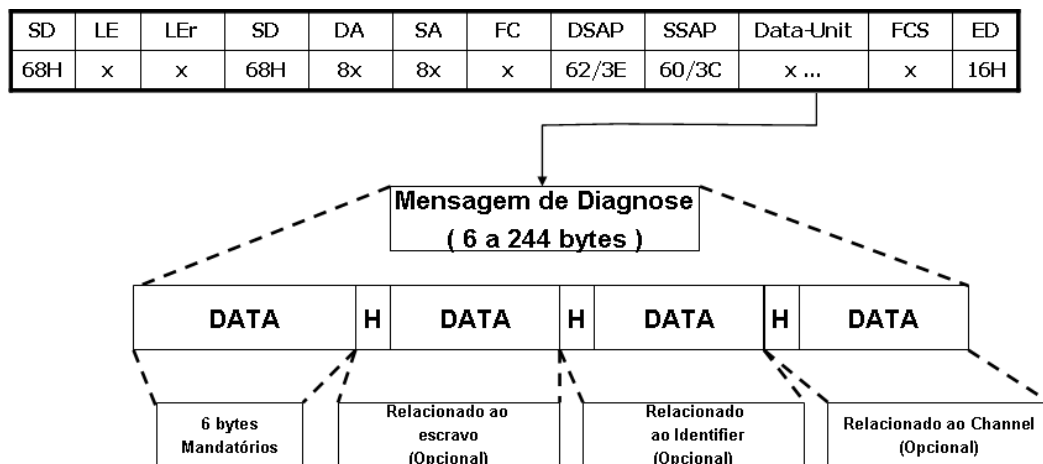 SD LE LEr SD DA SA FC DSAP SSAP Data-Unit FCS ED
68H x x 68H 8x 8x x 62/3E 60/3C x ... x 16H
Mensagem de Diagnose
( 6 a 244 bytes )
DATA H DATA H DATA H DATA
6 bytes
Mandatórios
Relacionado ao
escravo
(Opcional)
Relacionado
ao Identifier
(Opcional)
Relacionado ao Channel
(Opcional)